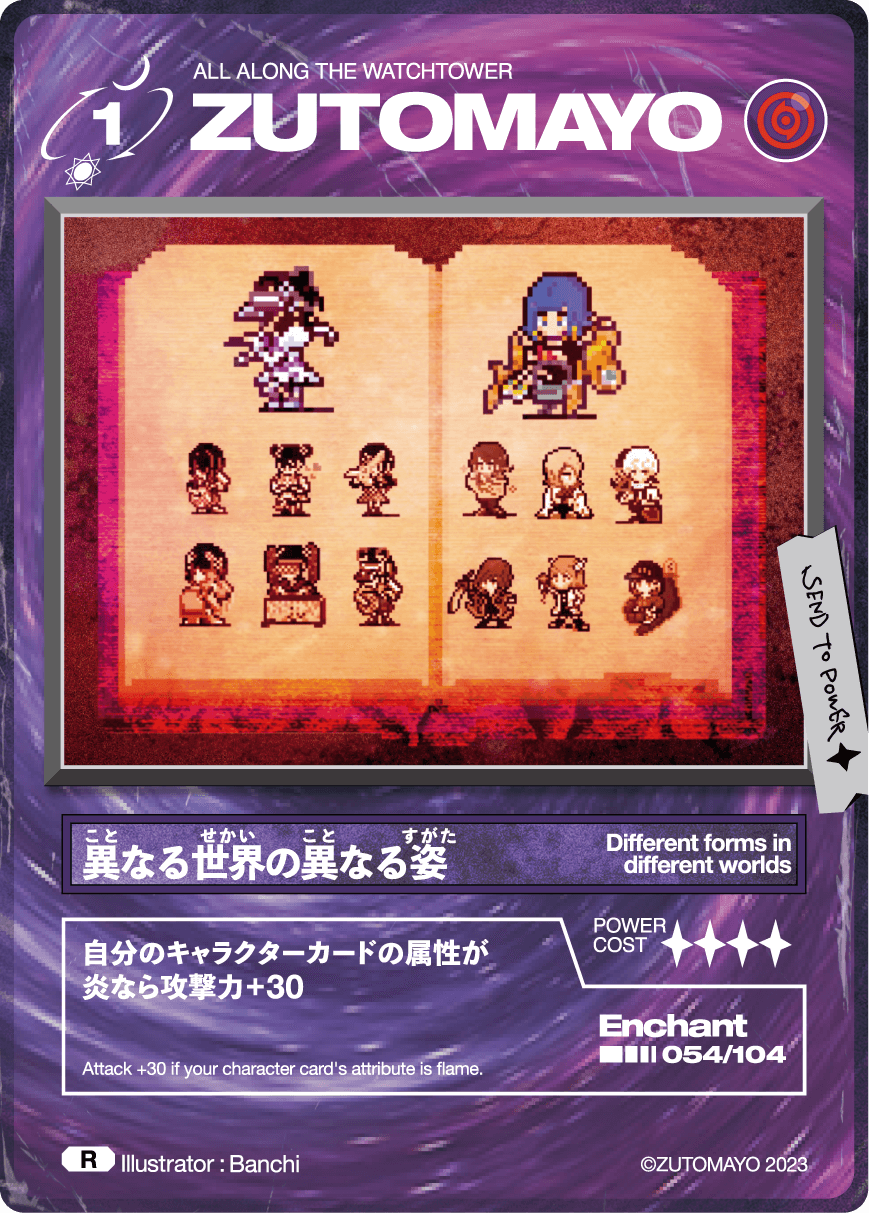 ALL ALONG THE WATCHTOWER
1
ZUTOMAYO
SEND TO POWER
こと せかい こと すがた
異なる世界の異なる姿
Different forms in
different worlds
自分のキャラクターカードの属性が
炎なら攻撃力+30
Attack +30 if your character card's attribute is flame.
POWER
COST
Enchant
054/104
R
Illustrator : Banchi
©ZUTOMAYO 2023